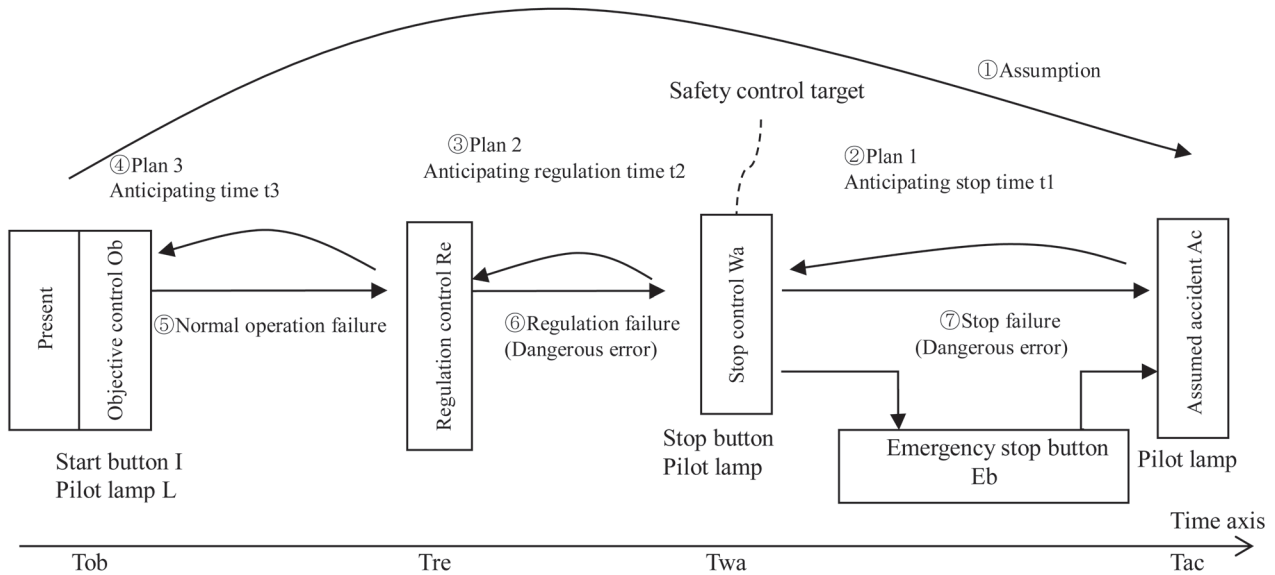 ①Assumption
Safety control target
④Plan 3
Anticipating time t3
③Plan 2
Anticipating regulation time t2
②Plan 1
Anticipating stop time t1
Present
Objective control Ob
Regulation control Re
Stop control Wa
Assumed accident Ac
⑤Normal operation failure
⑥Regulation failure
(Dangerous error)
⑦Stop failure
(Dangerous error)
Start button I
Pilot lamp L
Stop button
Pilot lamp
Emergency stop button
Eb
Pilot lamp
Time axis
Tob
Tre
Twa
Tac